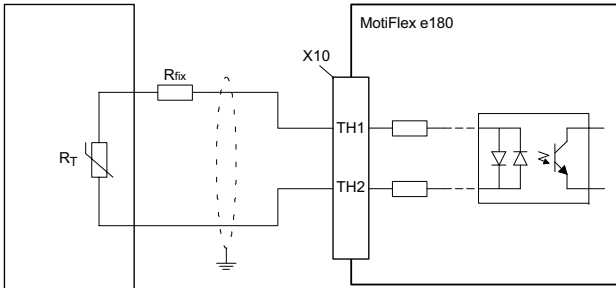 MotiFlex e180
X10
Rfix
TH1
RT
TH2